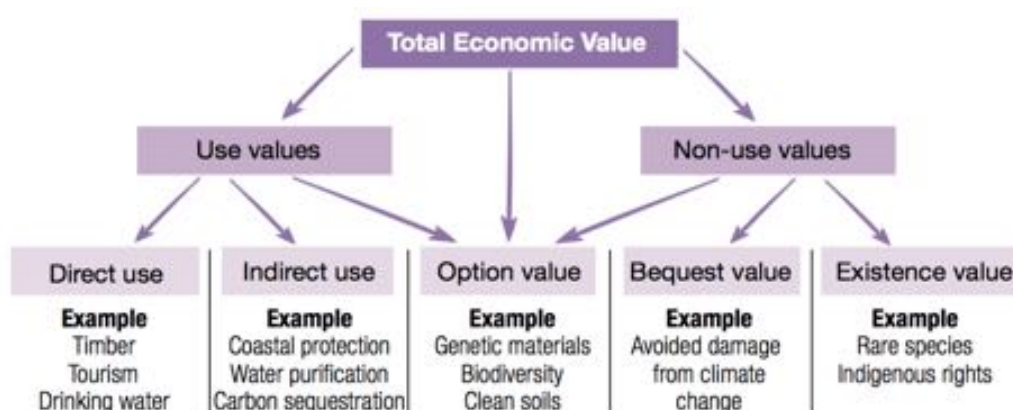 Total Economic Value
Use values
Non-use values
Direct use
Example
Timber
Tourism
Drinking water
Indirect use
Example
Coastal protection
Water purification
Carbon sequestration
Option value
Example
Genetic materials
Biodiversity
Clean soils
Bequest value
Example
Avoided damage
from climate
change
Existence value
Example
Rare species
Indigenous rights